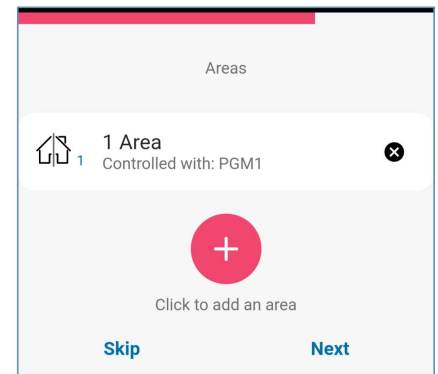 Areas
1 Area
1
Controlled with: PGM1
Click to add an area
Skip
Next